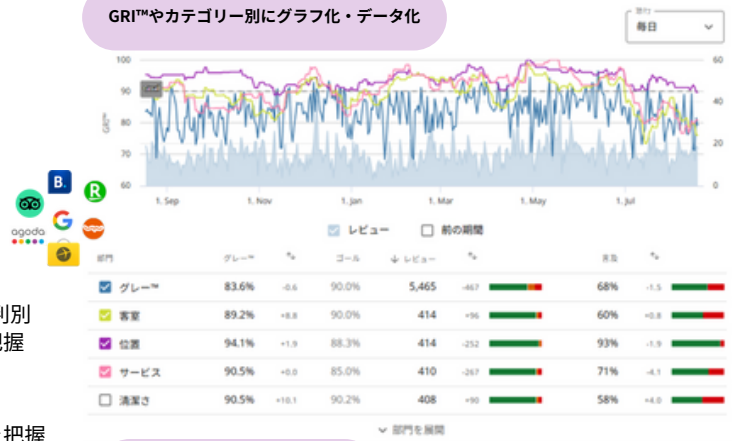 GRI™やカテゴリー別にグラフ化・データ化
毎日
100
90
80
70
60
GRI™
60
40
20
0
1. Sep
1. Nov
1. Jan
1. Mar
1. May
1. Jul
レビュー
前の期間
B.
R
G
agoda
判別
把握
把握
部門
グレー™
%
ゴール
↓ レビュー
%
言及
%
グレー™ 83.6% -0.6 90.0% 5,465 -467 68% -1.5
客室 89.2% +8.8 90.0% 414 +96 60% +0.8
位置 94.1% +1.9 88.3% 414 -252 93% -1.9
サービス 90.5% +0.0 85.0% 410 -267 71% -4.1
清潔さ 90.5% +10.1 90.2% 408 +90 58% +4.0
部門を展開